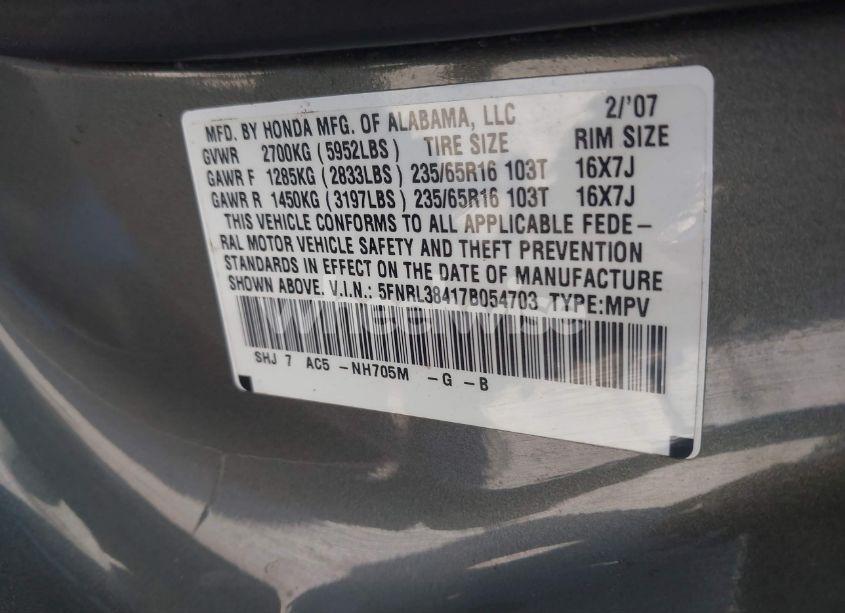 MFD. BY HONDA MFG. OF ALABAMA, LLC 2/'07
GVWR 2700KG (5952LBS) TIRE SIZE RIM SIZE
GAWR F 1285KG (2833LBS) 235/65R16 103T 16X7J
GAWR R 1450KG (3197LBS) 235/65R16 103T 16X7J
THIS VEHICLE CONFORMS TO ALL APPLICABLE FEDE-
RAL MOTOR VEHICLE SAFETY AND THEFT PREVENTION
STANDARDS IN EFFECT ON THE DATE OF MANUFACTURE
SHOWN ABOVE. V.I.N.: 5FNRL38417B054703 TYPE:MPV
wheelwise
SHJ 7 AC5 -NH705M -G -B